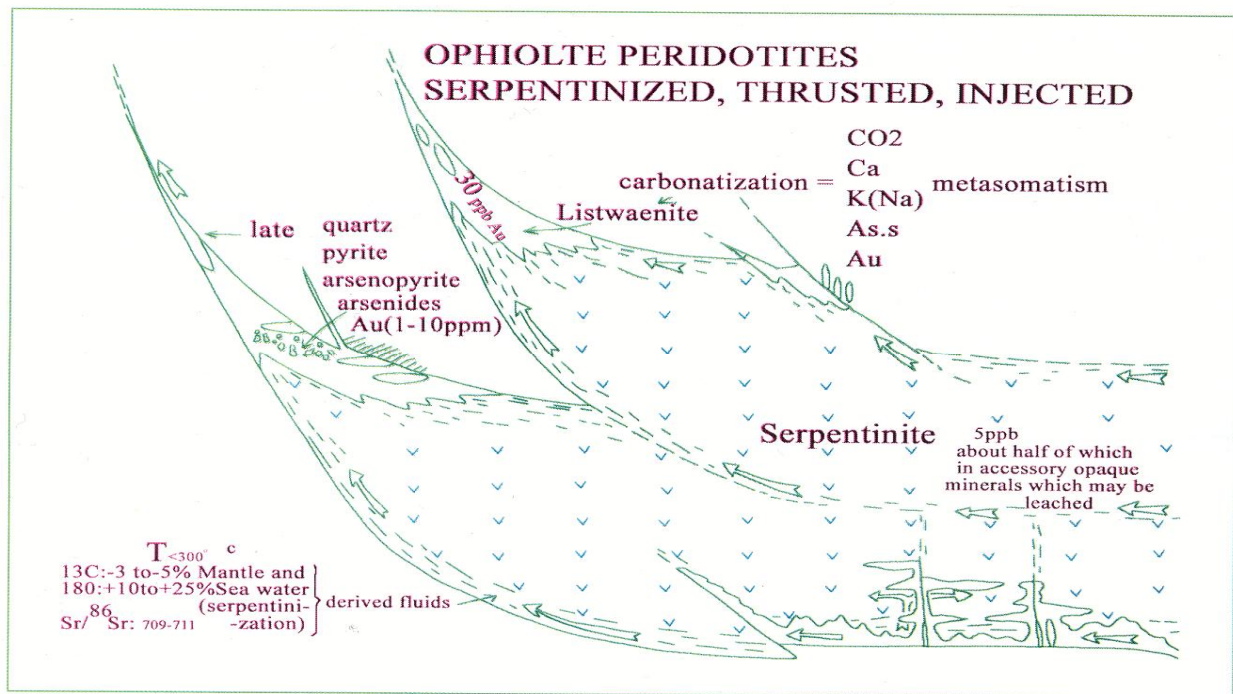 OPHIOLTE PERIDOTITES
SERPENTINIZED, THRUSTED, INJECTED
carbonatization =
CO2
Ca
K(Na)
As.s
Au
metasomatism
Listwaenite
30 ppb Au
late
quartz
pyrite
arsenopyrite
arsenides
Au(1-10ppm)
Serpentinite
5ppb
about half of which
in accessory opaque
minerals which may be
leached
T<300° c
13C:-3 to-5% Mantle and
180:+10to+25%Sea water
(serpentini-
Sr/86Sr: 709-711 -zation)
derived fluids